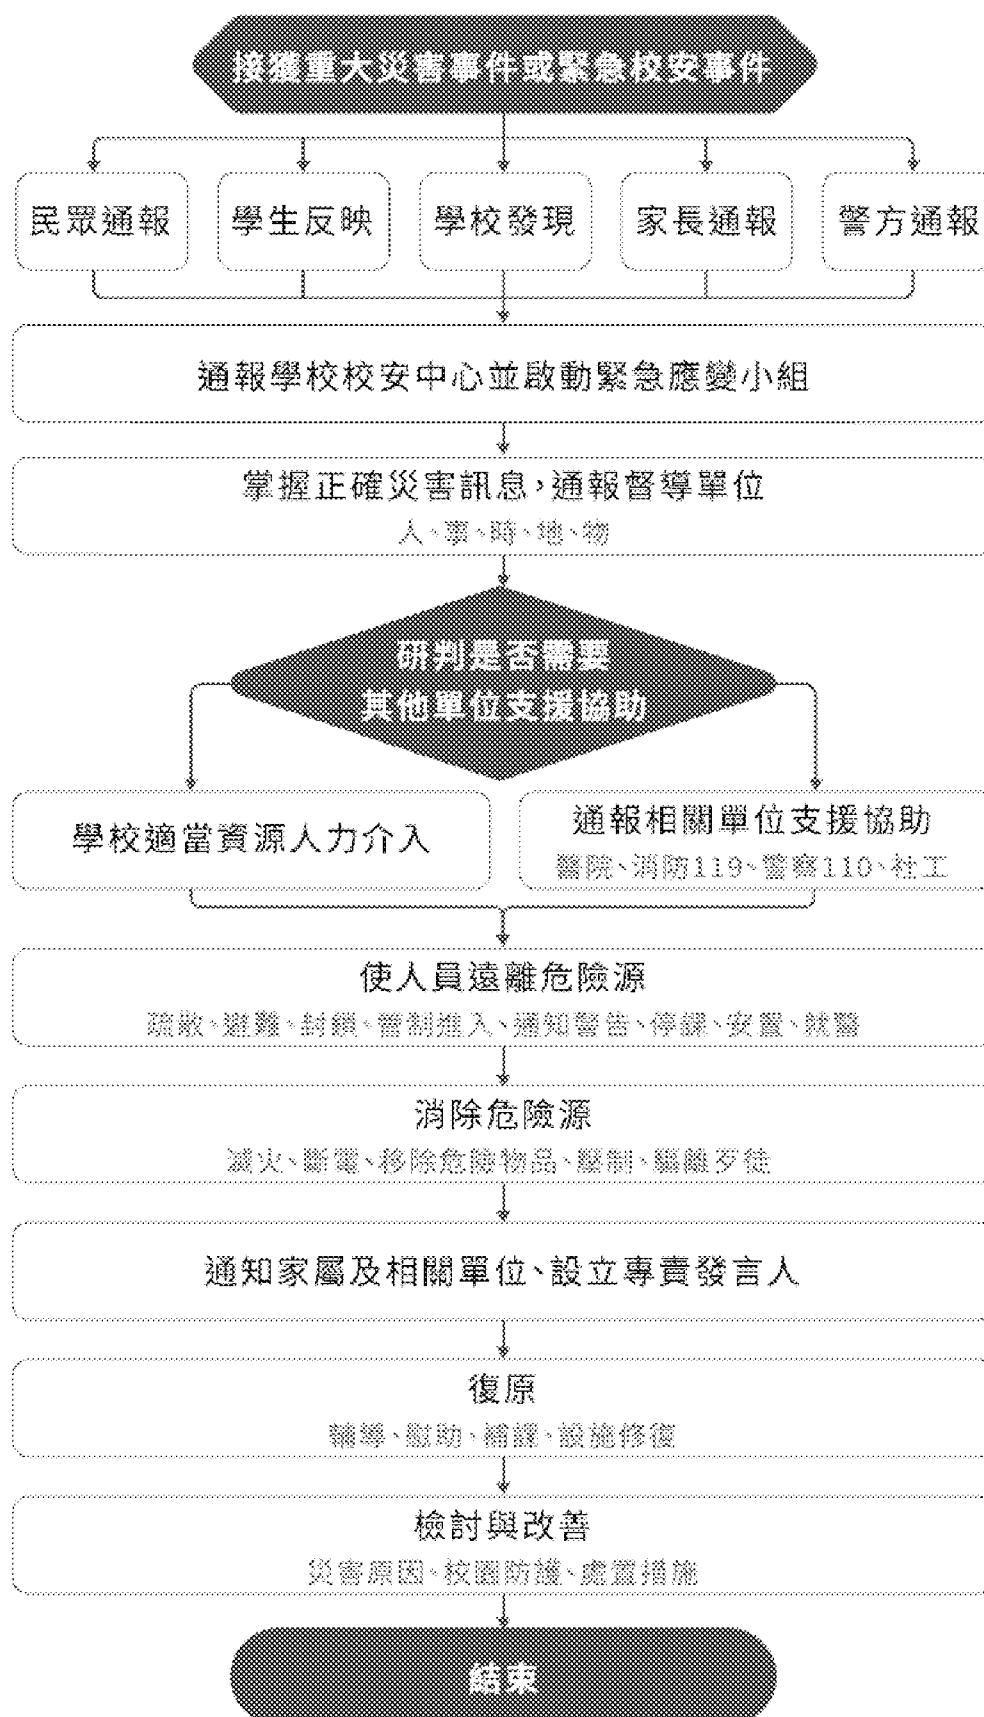 接獲重大災害事件或緊急校安事件
民眾通報
學生反映
學校發現
家長通報
警方通報
通報學校校安中心並啟動緊急應變小組
掌握正確災害訊息，通報督導單位
人、事、時、地、物
研判是否需要
其他單位支援協助
學校適當資源人力介入
通報相關單位支援協助
醫院、消防119、警察110、社工
使人員遠離危險源
疏散、避難、封鎖、管制進入、通知警告、停課、安置、就醫
消除危險源
滅火、斷電、移除危險物品、壓制、驅離歹徒
通知家屬及相關單位、設立專責發言人
復原
輔導、慰助、補課、設施修復
檢討與改善
災害原因、校園防護、處置措施
結束